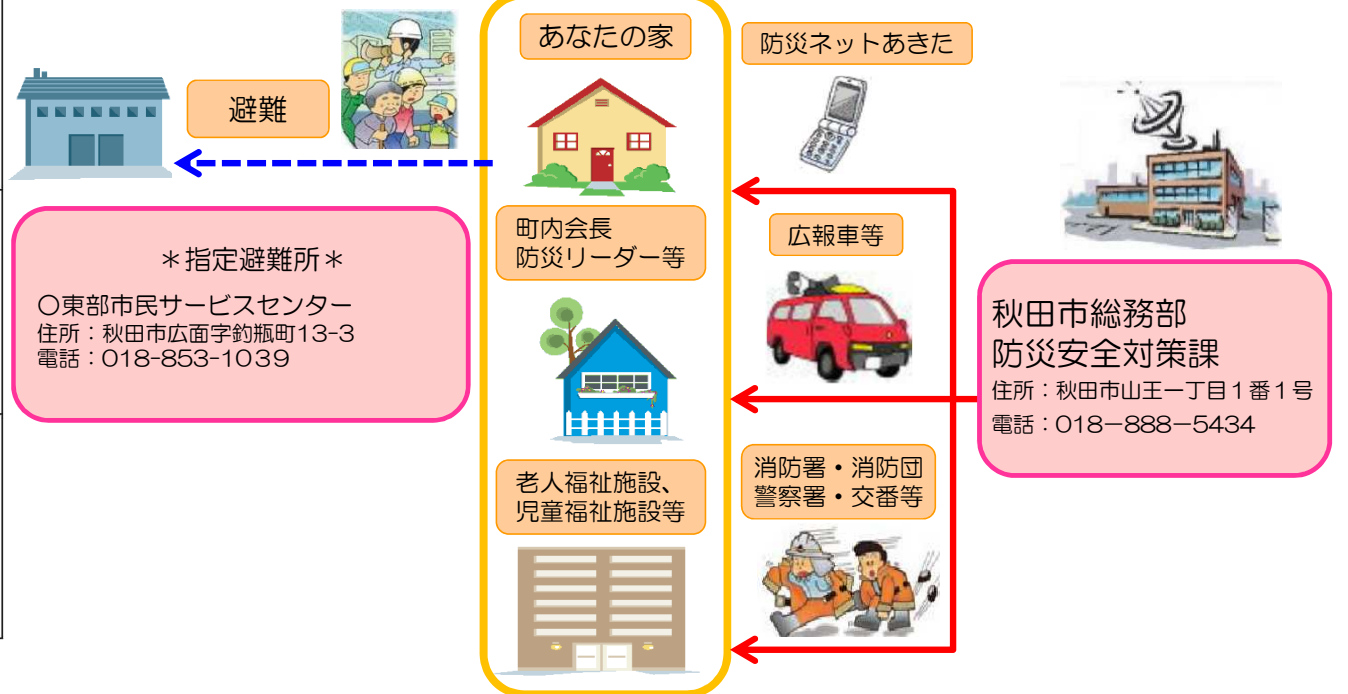 避難
＊指定避難所＊
〇東部市民サービスセンター
住所：秋田市広面字釣瓶町13-3
電話：018-853-1039
あなたの家
町内会長
防災リーダー等
老人福祉施設、
児童福祉施設等
防災ネットあきた
広報車等
消防署・消防団
警察署・交番等
秋田市総務部
防災安全対策課
住所：秋田市山王一丁目１番１号
電話：018－888－5434